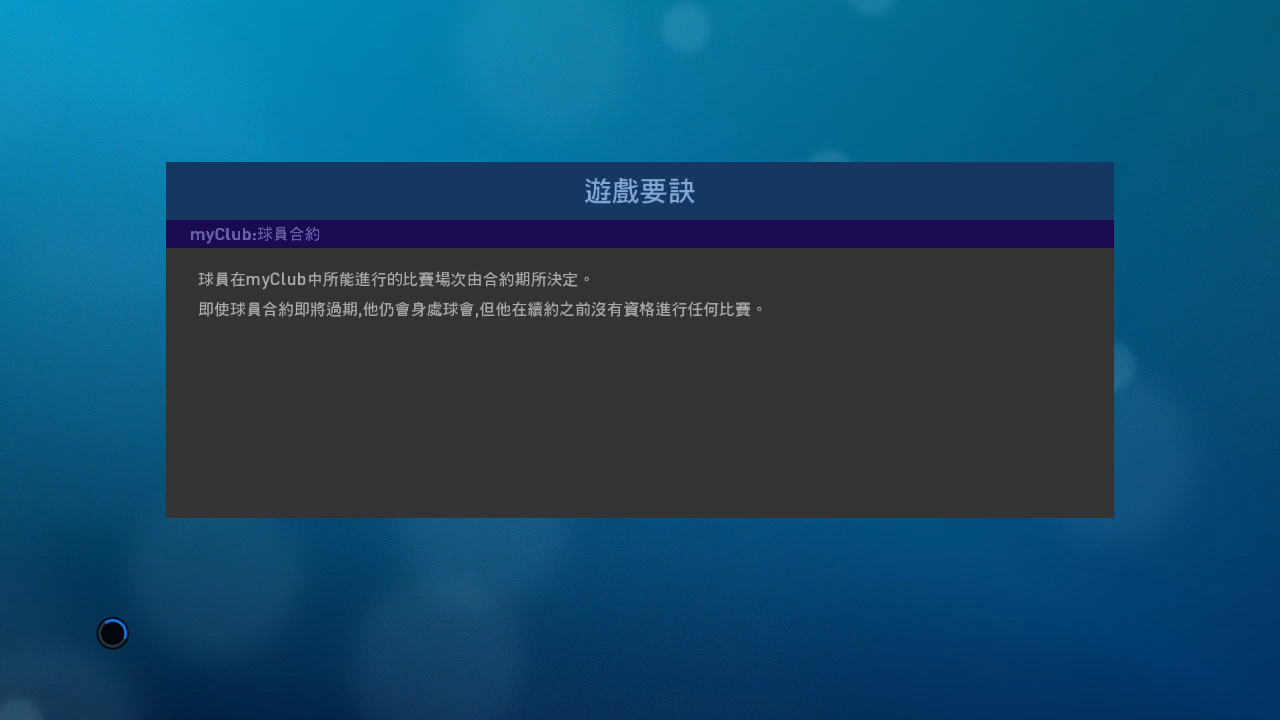 遊戲要訣
myClub:球員合約
球員在myClub中所能進行的比賽場次由合約期所決定。
即使球員合約即將過期,他仍會身處球會,但他在續約之前沒有資格進行任何比賽。